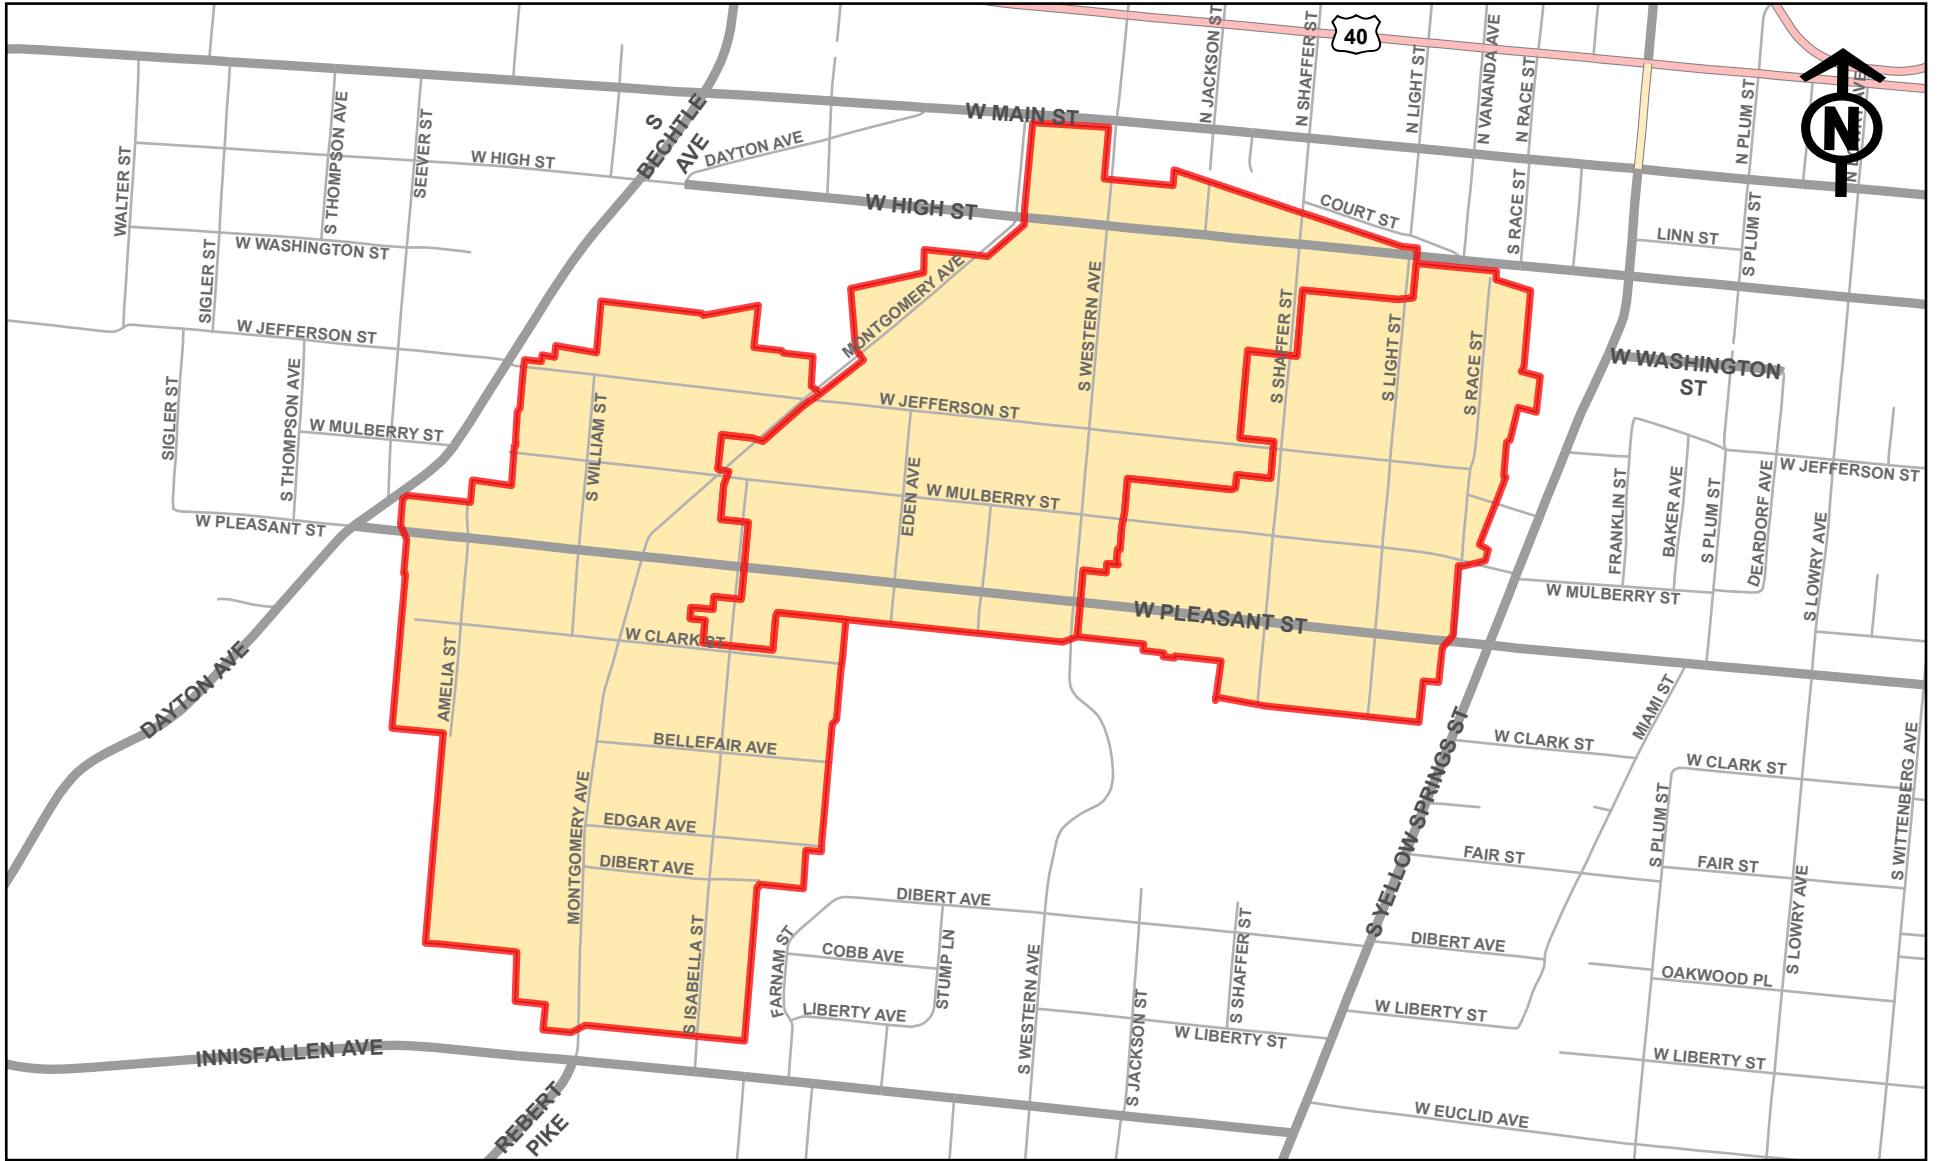 N JACKSON ST
N SHAFFER ST
40
N LIGHT ST
N VANANDA AVE
N RACE ST
N PLUM ST
N
W MAIN ST
S
BECHTLE
AVE
DAYTON AVE
W HIGH ST
W HIGH ST
WALTER ST
S THOMPSON AVE
SEEVER ST
W WASHINGTON ST
SIGLER ST
COURT ST
S RACE ST
LINN ST
S PLUM ST
W JEFFERSON ST
MONTGOMERY AVE
S WESTERN AVE
S SHAFFER ST
S LIGHT ST
S RACE ST
W WASHINGTON
ST
SIGLER ST
S THOMPSON AVE
W MULBERRY ST
S WILLIAM ST
W JEFFERSON ST
EDEN AVE
W MULBERRY ST
W JEFFERSON ST
FRANKLIN ST
BAKER AVE
S PLUM ST
DEARDORF AVE
S LOWRY AVE
W PLEASANT ST
W PLEASANT ST
W MULBERRY ST
W CLARK ST
AMELIA ST
DAYTON AVE
MIAMI ST
W CLARK ST
W CLARK ST
S WITTENBERG AVE
BELLEFAIR AVE
MONTGOMERY AVE
EDGAR AVE
DIBERT AVE
S YELLOW SPRINGS ST
S PLUM ST
FAIR ST
FAIR ST
S LOWRY AVE
DIBERT AVE
S ISABELLA ST
FARNAM ST
COBB AVE
STUMP LN
LIBERTY AVE
S WESTERN AVE
S JACKSON ST
S SHAFFER ST
DIBERT AVE
OAKWOOD PL
W LIBERTY ST
W LIBERTY ST
W LIBERTY ST
INNISFALLEN AVE
REBERT
PIKE
W EUCLID AVE